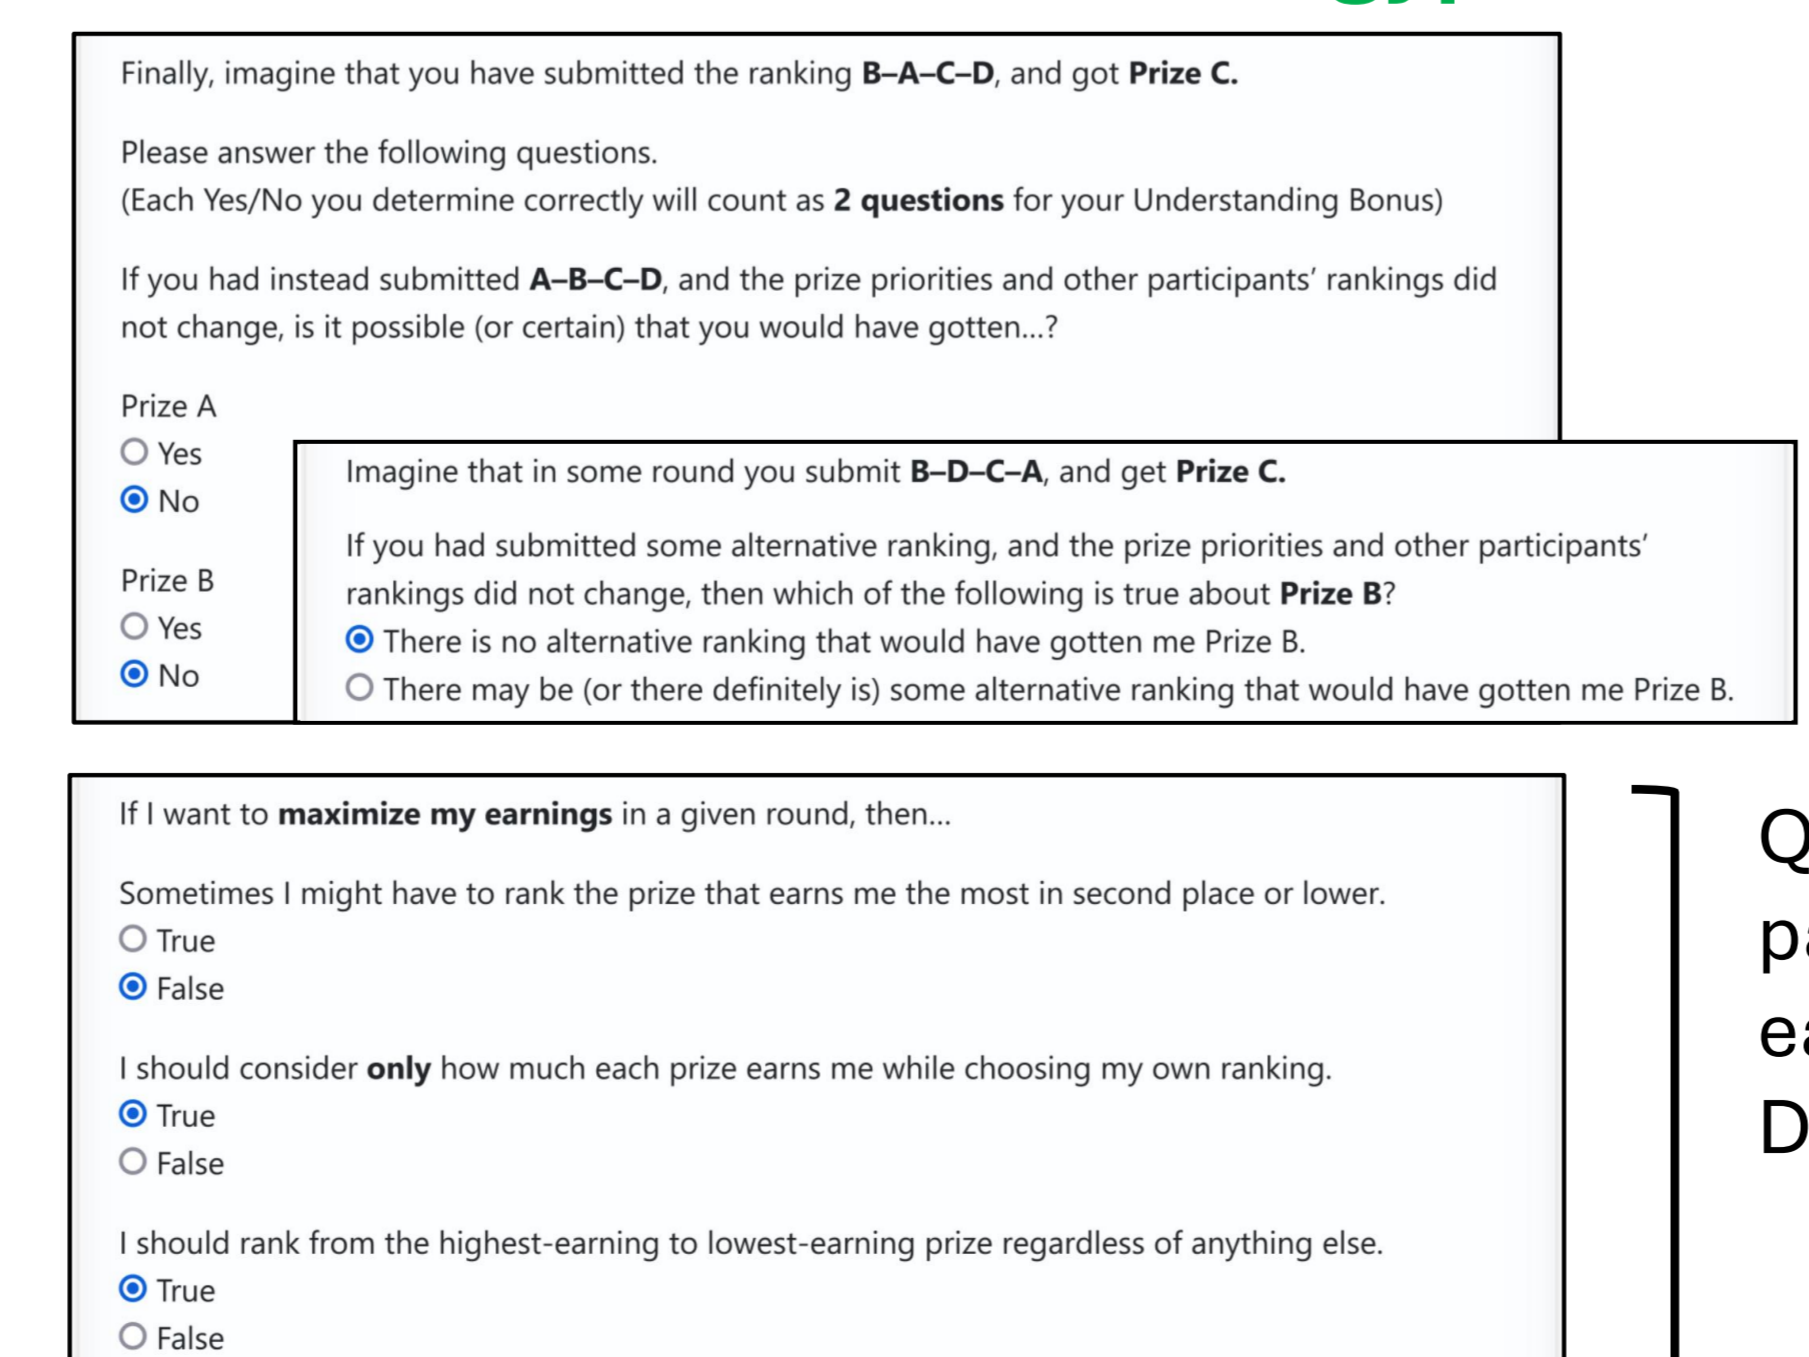 Finally, imagine that you have submitted the ranking B–A–C–D, and got Prize C.
Please answer the following questions.
(Each Yes/No you determine correctly will count as 2 questions for your Understanding Bonus)
If you had instead submitted A–B–C–D, and the prize priorities and other participants’ rankings did
not change, is it possible (or certain) that you would have gotten...?
Prize A
Yes
No
Prize B
Yes
No
Imagine that in some round you submit B–D–C–A, and get Prize C.
If you had submitted some alternative ranking, and the prize priorities and other participants’
rankings did not change, then which of the following is true about Prize B?
There is no alternative ranking that would have gotten me Prize B.
There may be (or there definitely is) some alternative ranking that would have gotten me Prize B.
If I want to maximize my earnings in a given round, then...
Sometimes I might have to rank the prize that earns me the most in second place or lower.
True
False
I should consider only how much each prize earns me while choosing my own ranking.
True
False
I should rank from the highest-earning to lowest-earning prize regardless of anything else.
True
False